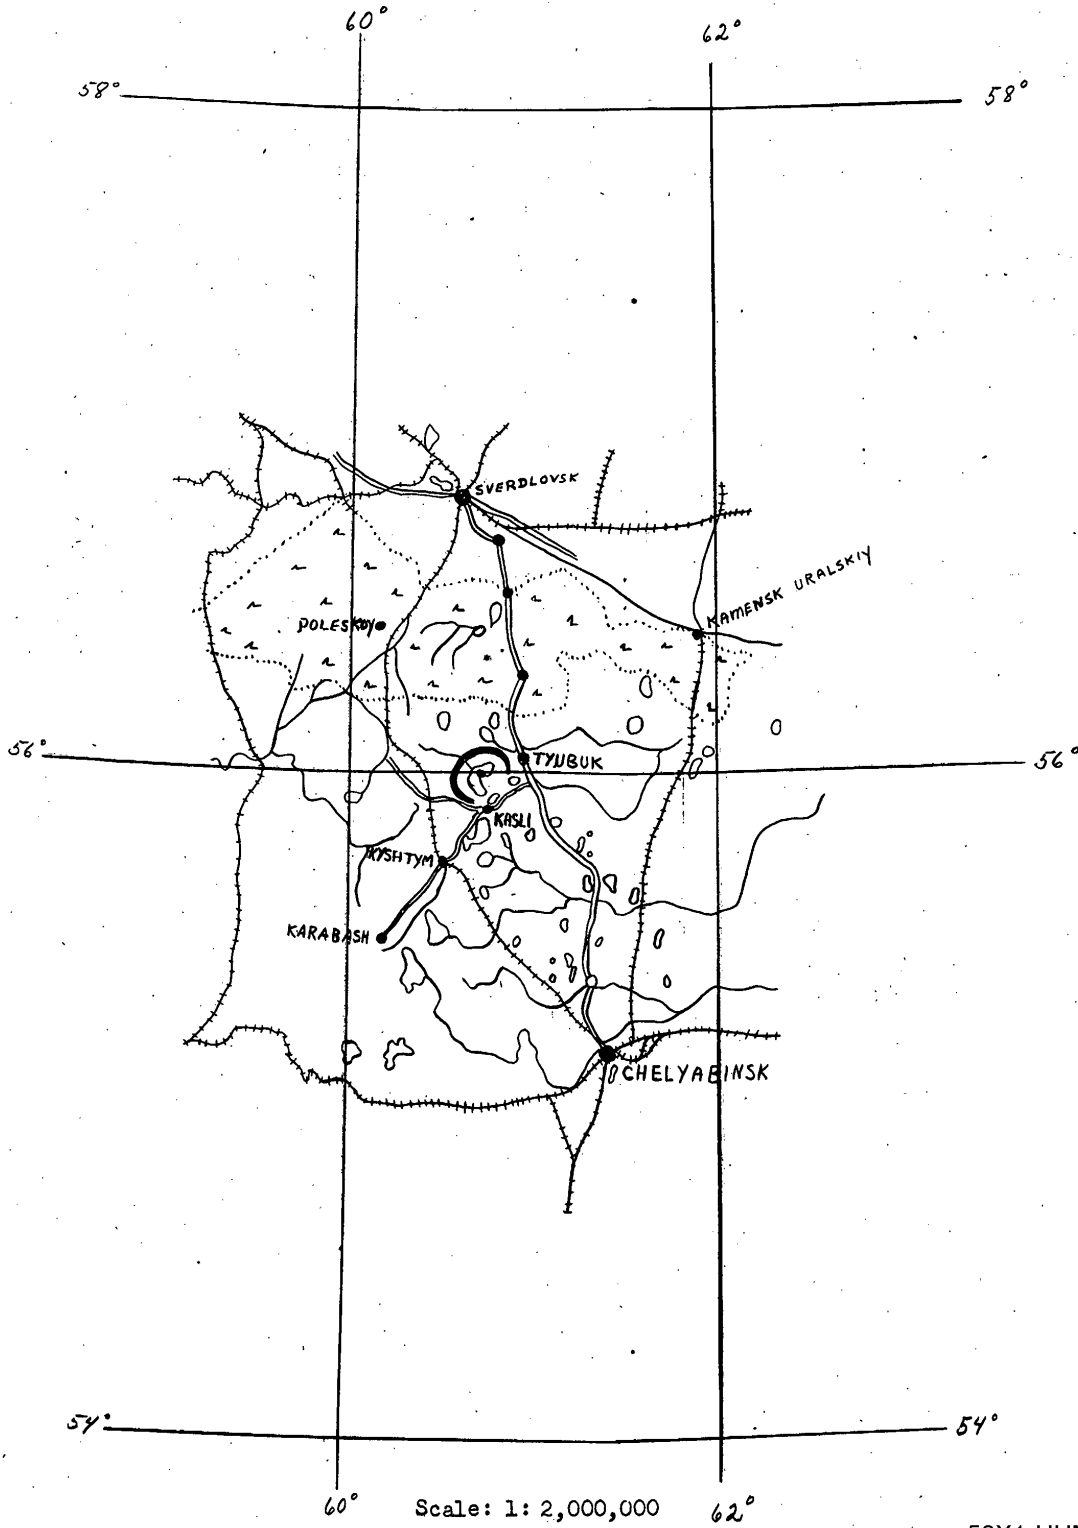 60°
62°
58°
58°
SVERDLOVSK
KAMENSK URALSKIY
POLESKOY
56°
TYUBUK
56°
KASLI
KYSHTYM
KARABASH
CHELYABINSK
54°
54°
60°
Scale: 1: 2,000,000
62°